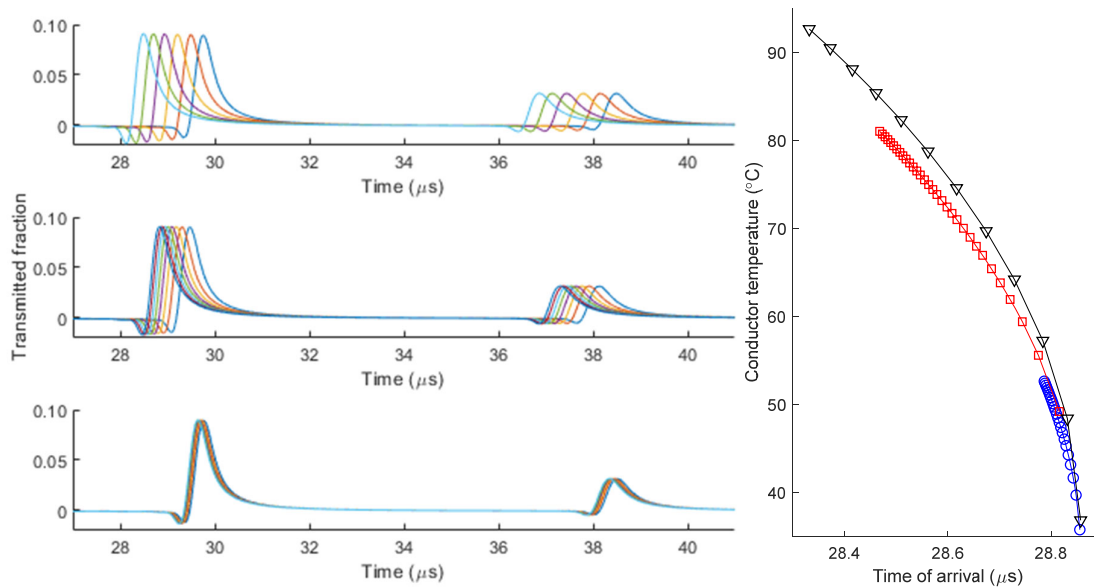 0.10
0.05
0
28 30 32 34 36 38 40
Time (μs)
Transmitted fraction
0.10
0.05
0
28 30 32 34 36 38 40
Time (μs)
0.10
0.05
0
28 30 32 34 36 38 40
Time (μs)
Conductor temperature (°C)
90
80
70
60
50
40
28.4 28.6 28.8
Time of arrival (μs)